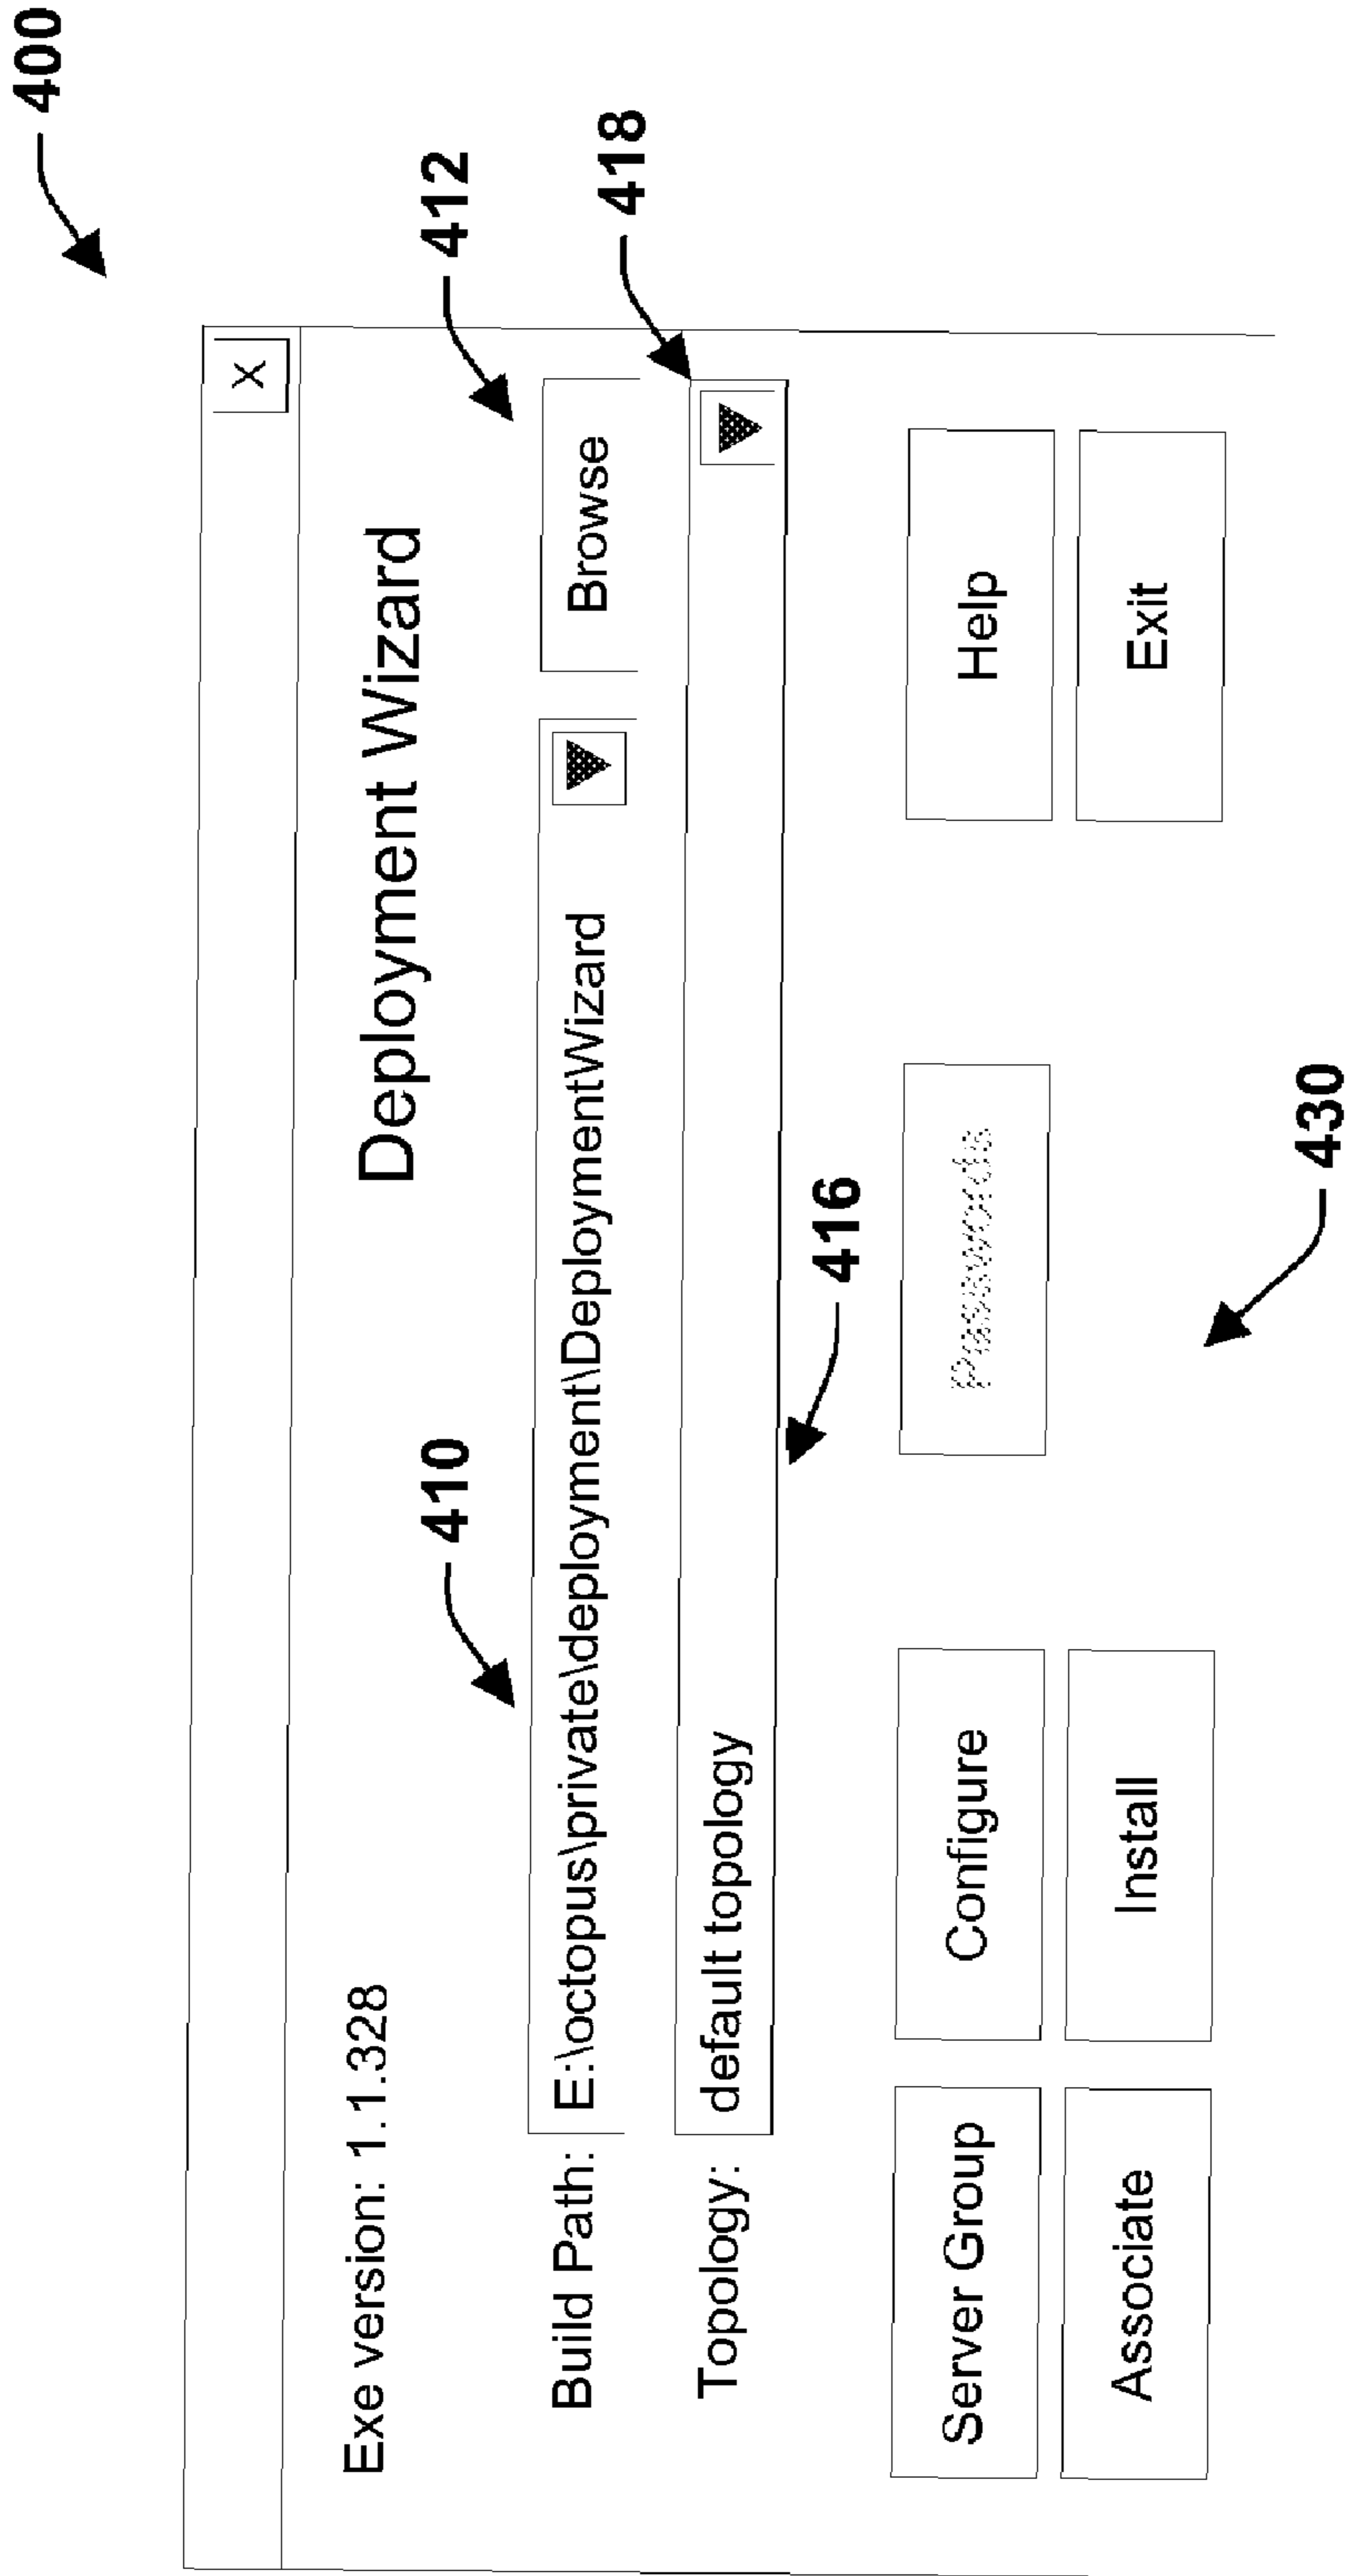 400
X
Exe version: 1.1.328
Deployment Wizard
410
412
Build Path: E:\octopus\private\deployment\DeploymentWizard Browse
418
Topology: default topology
416
Server Group Configure Passwords Help
Associate Install Exit
430